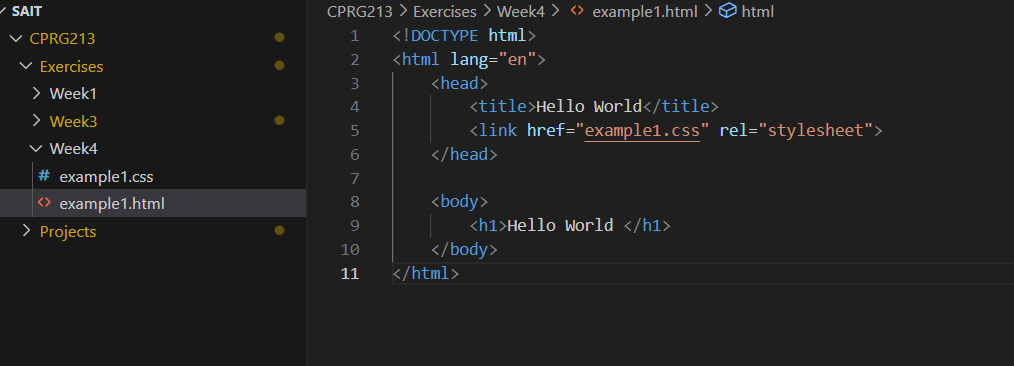 SAIT
CPRG213
Exercises
Week1
Week3
Week4
# example1.css
<> example1.html
Projects
CPRG213 > Exercises > Week4 > <> example1.html > html
1 <!DOCTYPE html>
2 <html lang="en">
3 <head>
4 <title>Hello World</title>
5 <link href="example1.css" rel="stylesheet">
6 </head>
7
8 <body>
9 <h1>Hello World </h1>
10 </body>
11 </html>